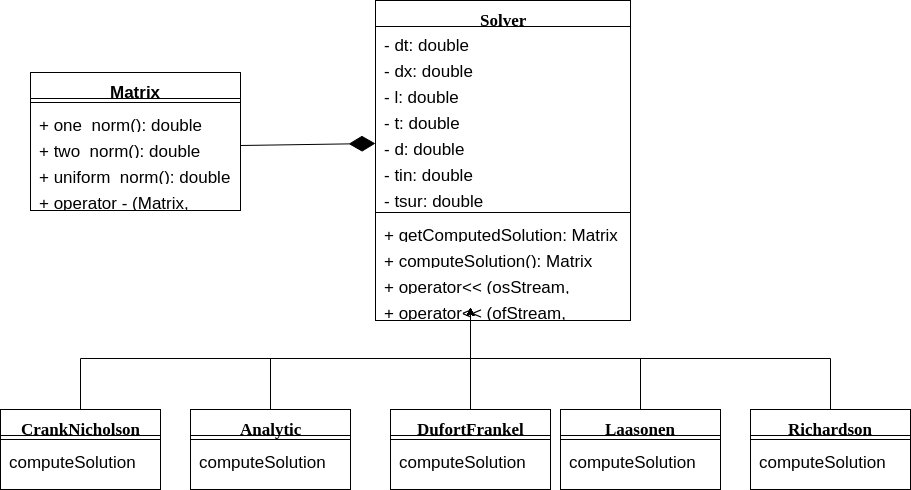 Solver
- dt: double
- dx: double
- l: double
- t: double
- d: double
- tin: double
- tsur: double
+ getComputedSolution: Matrix
+ computeSolution(): Matrix
+ operator<< (osStream,
+ operator<< (ofStream,
Matrix
+ one_norm(): double
+ two_norm(): double
+ uniform_norm(): double
+ operator - (Matrix,
CrankNicholson
computeSolution
Analytic
computeSolution
DufortFrankel
computeSolution
Laasonen
computeSolution
Richardson
computeSolution